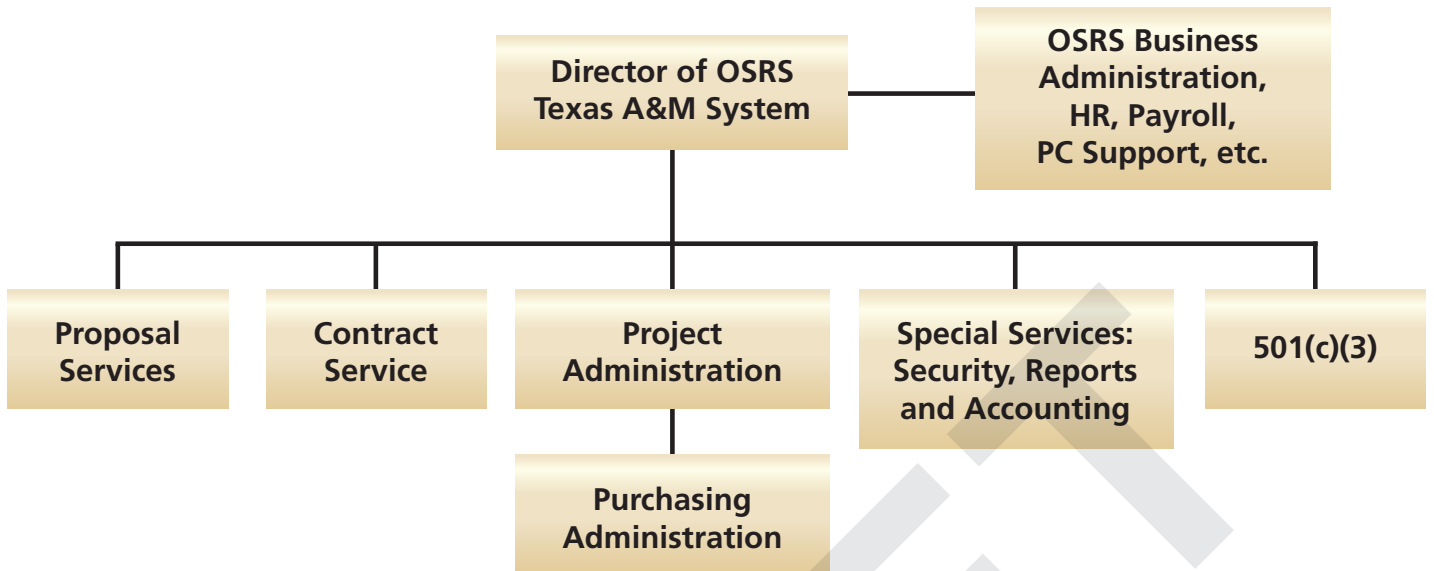 Director of OSRS
Texas A&M System
OSRS Business
Administration,
HR, Payroll,
PC Support, etc.
Proposal
Services
Contract
Service
Project
Administration
Special Services:
Security, Reports
and Accounting
501(c)(3)
Purchasing
Administration